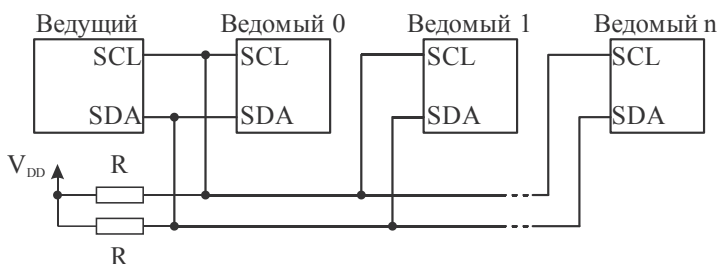 Ведущий Ведомый 0 Ведомый 1 Ведомый n
SCL SCL SCL SCL
SDA SDA SDA SDA
V_DD R
R